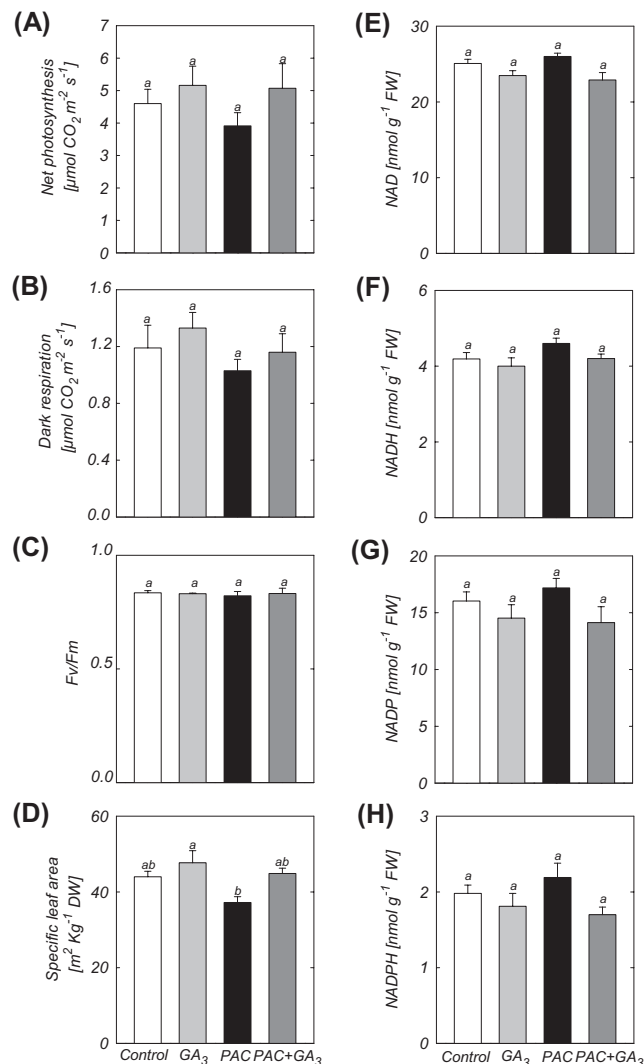 (A)
Net photosynthesis
[µmol CO₂ m⁻² s⁻¹]
7
6
5
4
3
2
1
0
a
a
a
a
(B)
Dark respiration
[µmol CO₂ m⁻² s⁻¹]
1.6
1.2
0.8
0.4
0.0
a
a
a
a
(C)
Fv/Fm
1.0
0.5
0.0
a
a
a
a
(D)
Specific leaf area
[m² Kg⁻¹ DW]
60
40
20
0
ab
a
b
ab
Control GA₃ PAC PAC+GA₃
(E)
NAD [nmol g⁻¹ FW]
30
20
10
0
a
a
a
a
(F)
NADH [nmol g⁻¹ FW]
6
4
2
0
a
a
a
a
(G)
NADP [nmol g⁻¹ FW]
20
15
10
5
0
a
a
a
a
(H)
NADPH [nmol g⁻¹ FW]
3
2
1
0
a
a
a
a
Control GA₃ PAC PAC+GA₃